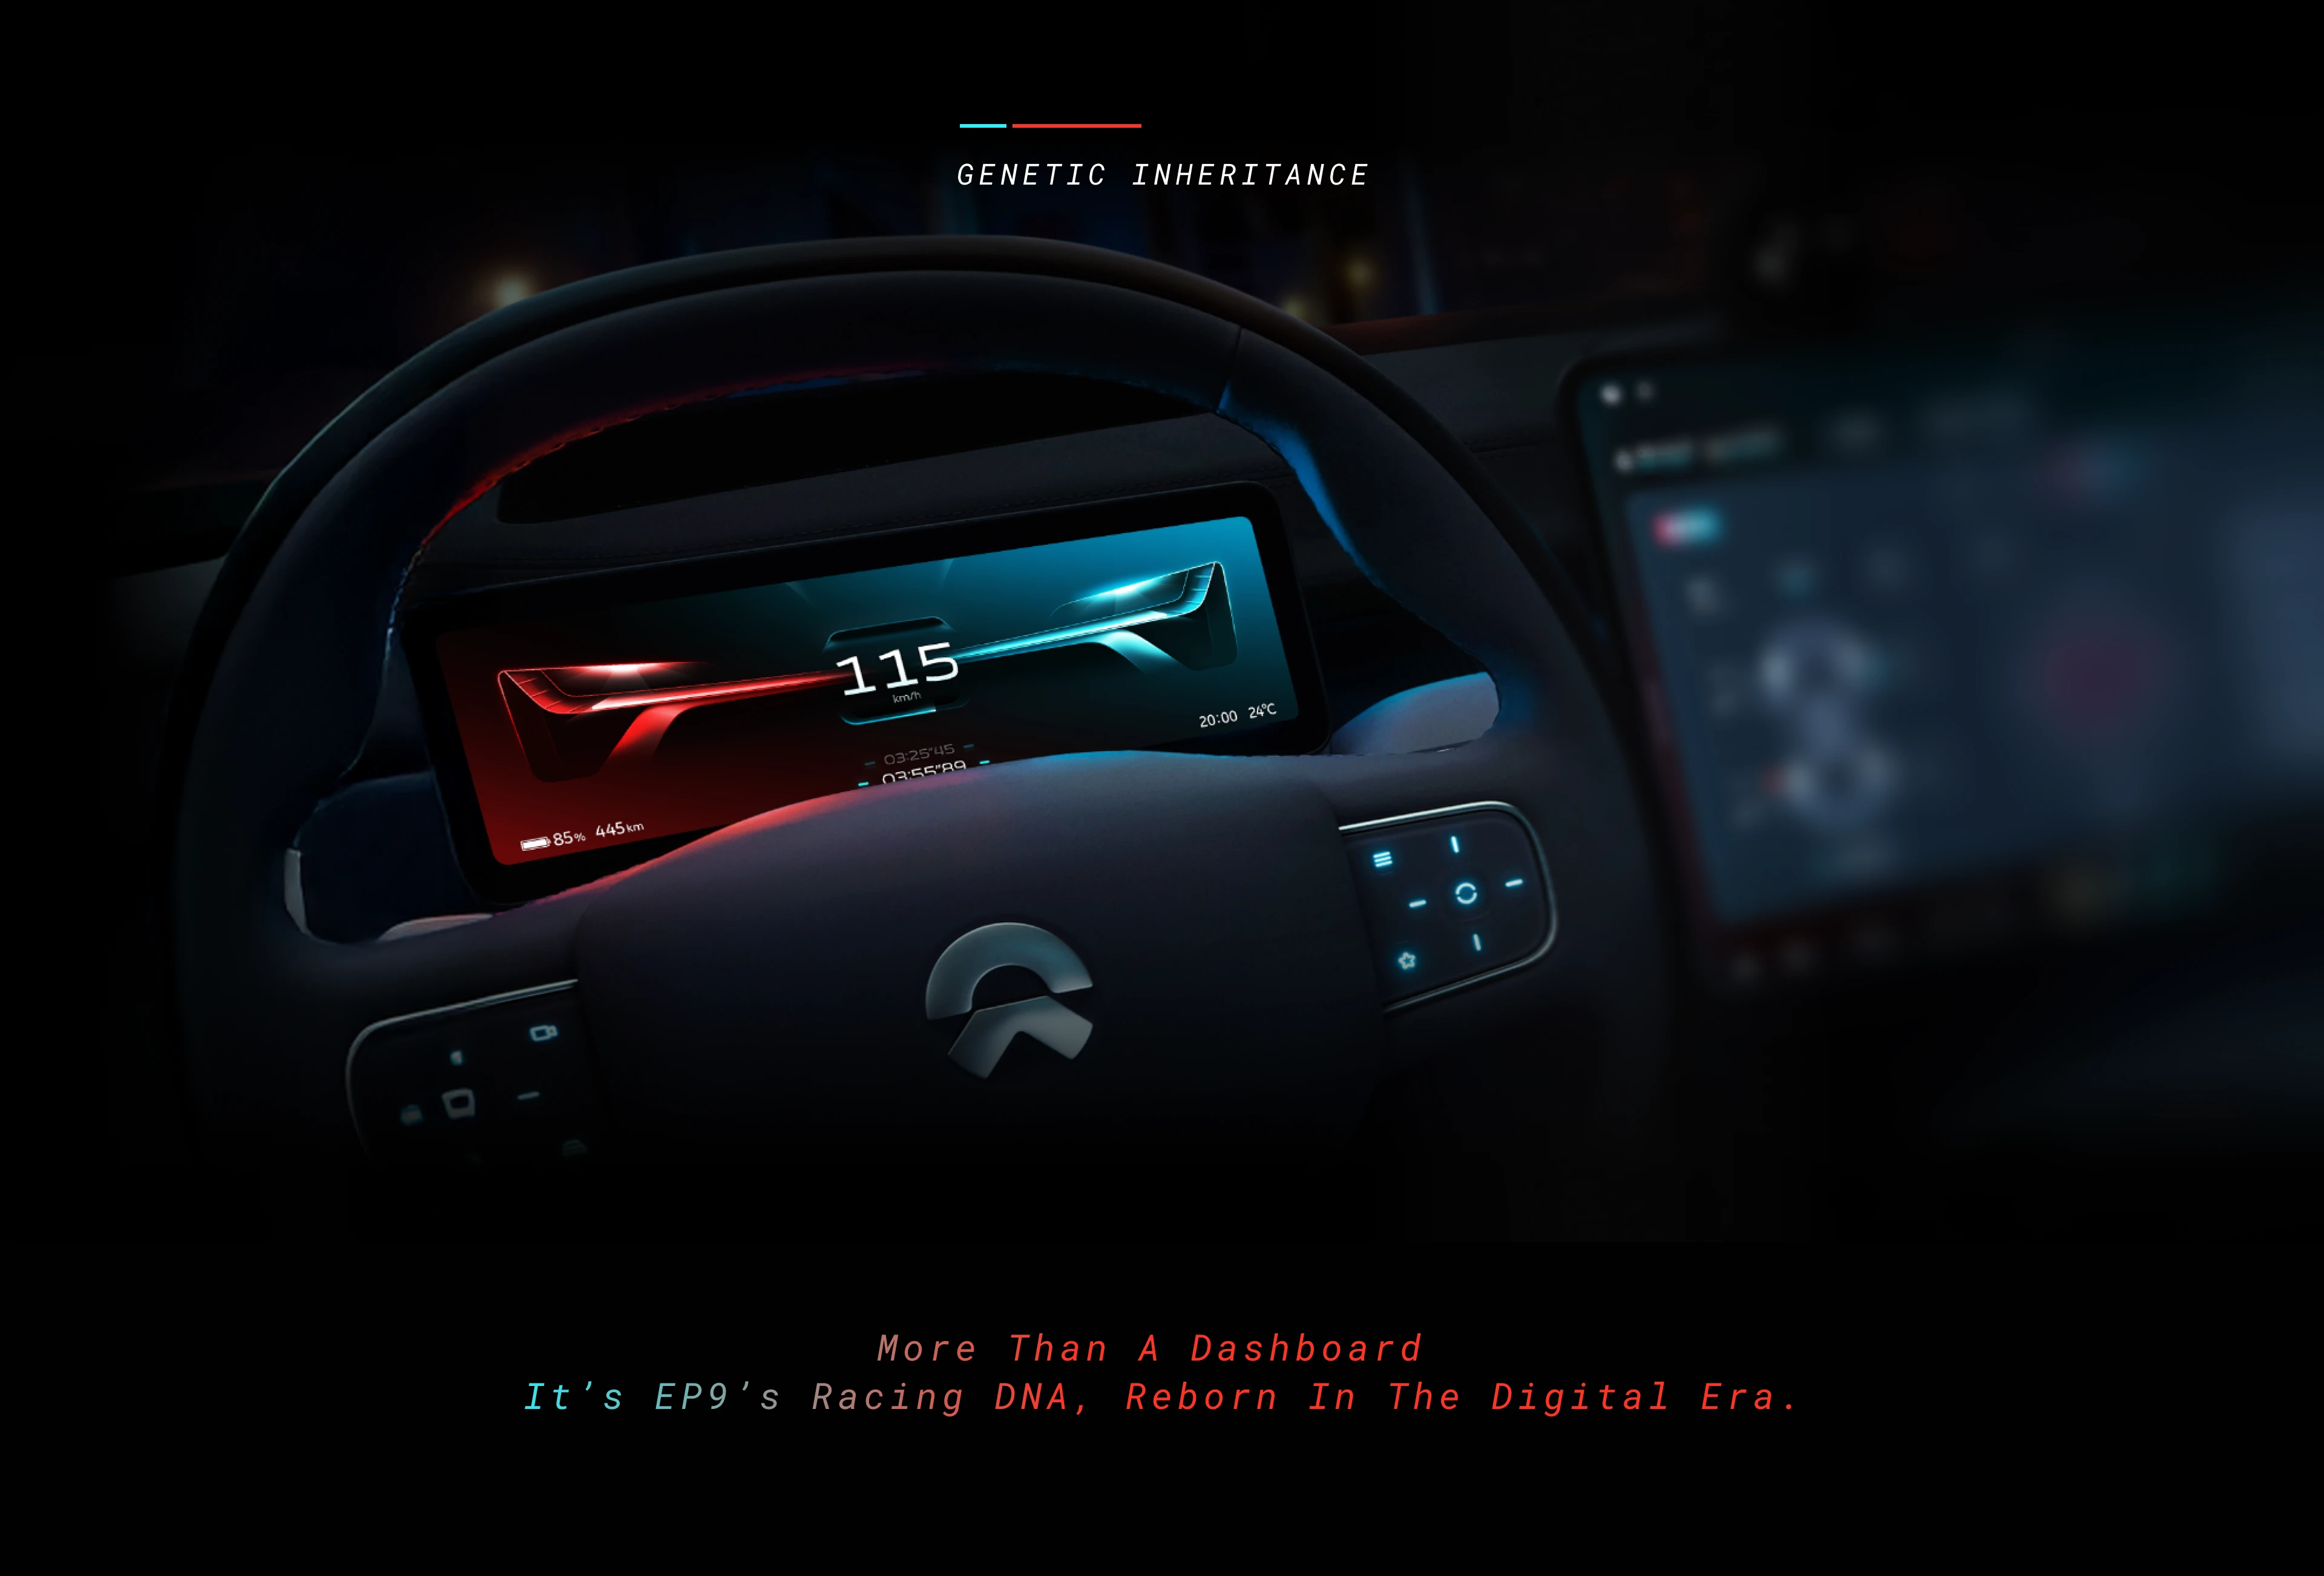 GENETIC INHERITANCE
115
km/h
20:00 24°C
03:25"45
03:55"89
85% 445km
More Than A Dashboard
It’s EP9’s Racing DNA, Reborn In The Digital Era.